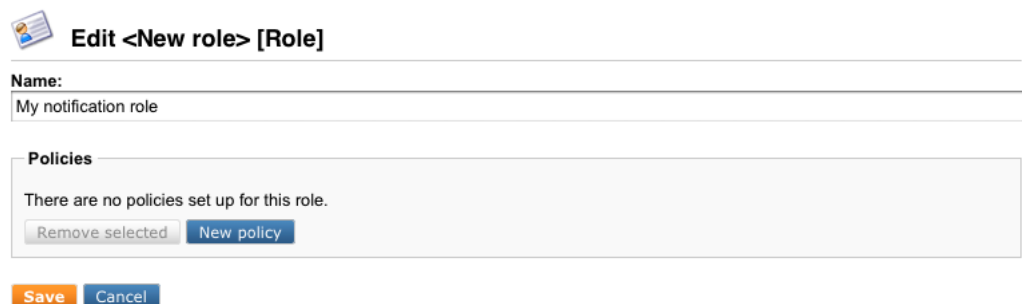 Edit <New role> [Role]
Name:
My notification role
Policies
There are no policies set up for this role.
Remove selected New policy
Save Cancel